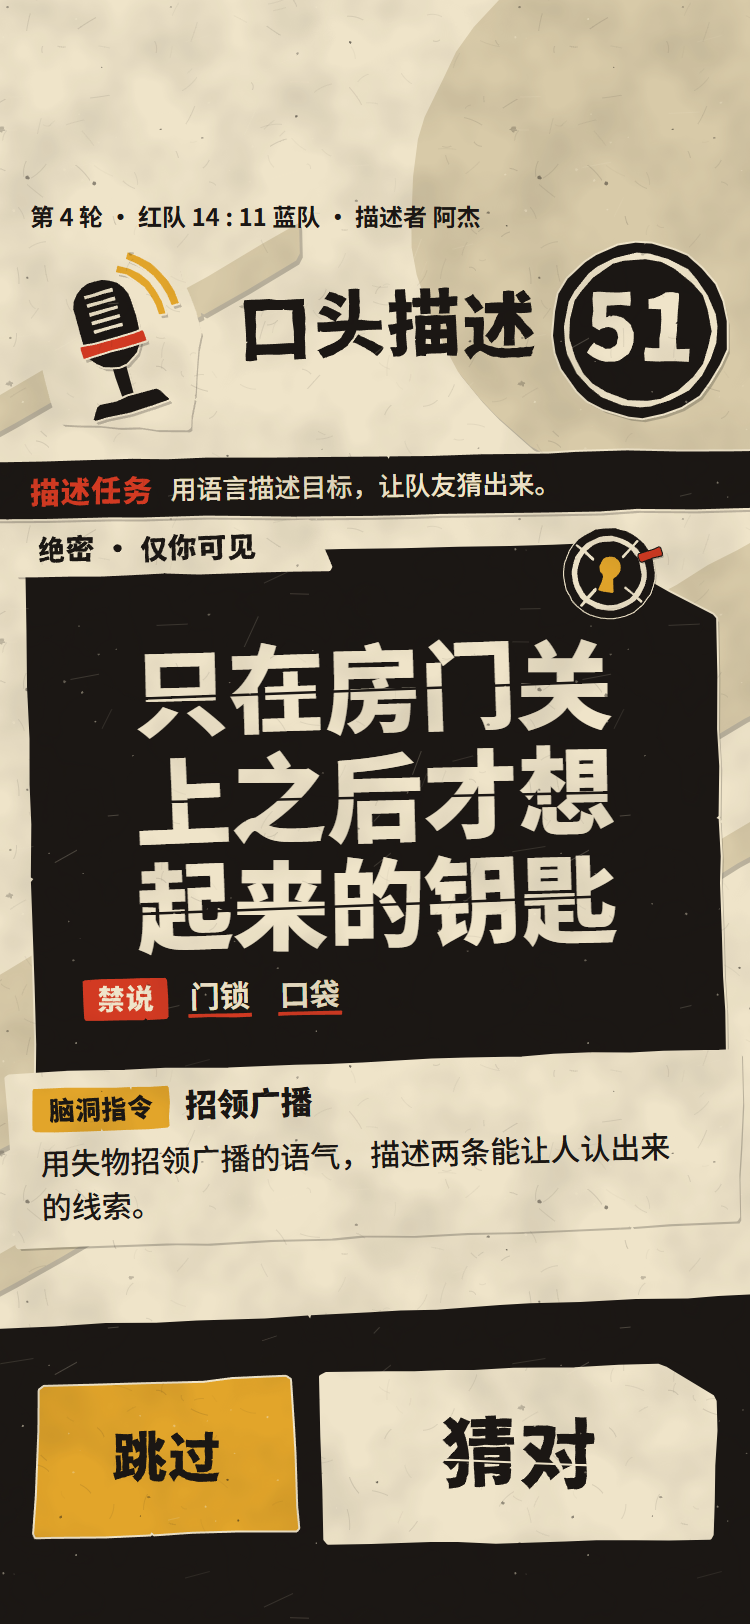 第 4 轮 · 红队 14 : 11 蓝队 · 描述者 阿杰
口头描述
51
描述任务 用语言描述目标，让队友猜出来。
绝密 · 仅你可见
只在房门关
上之后才想
起来的钥匙
禁说 门锁 口袋
脑洞指令 招领广播
用失物招领广播的语气，描述两条能让人认出来
的线索。
跳过
猜对